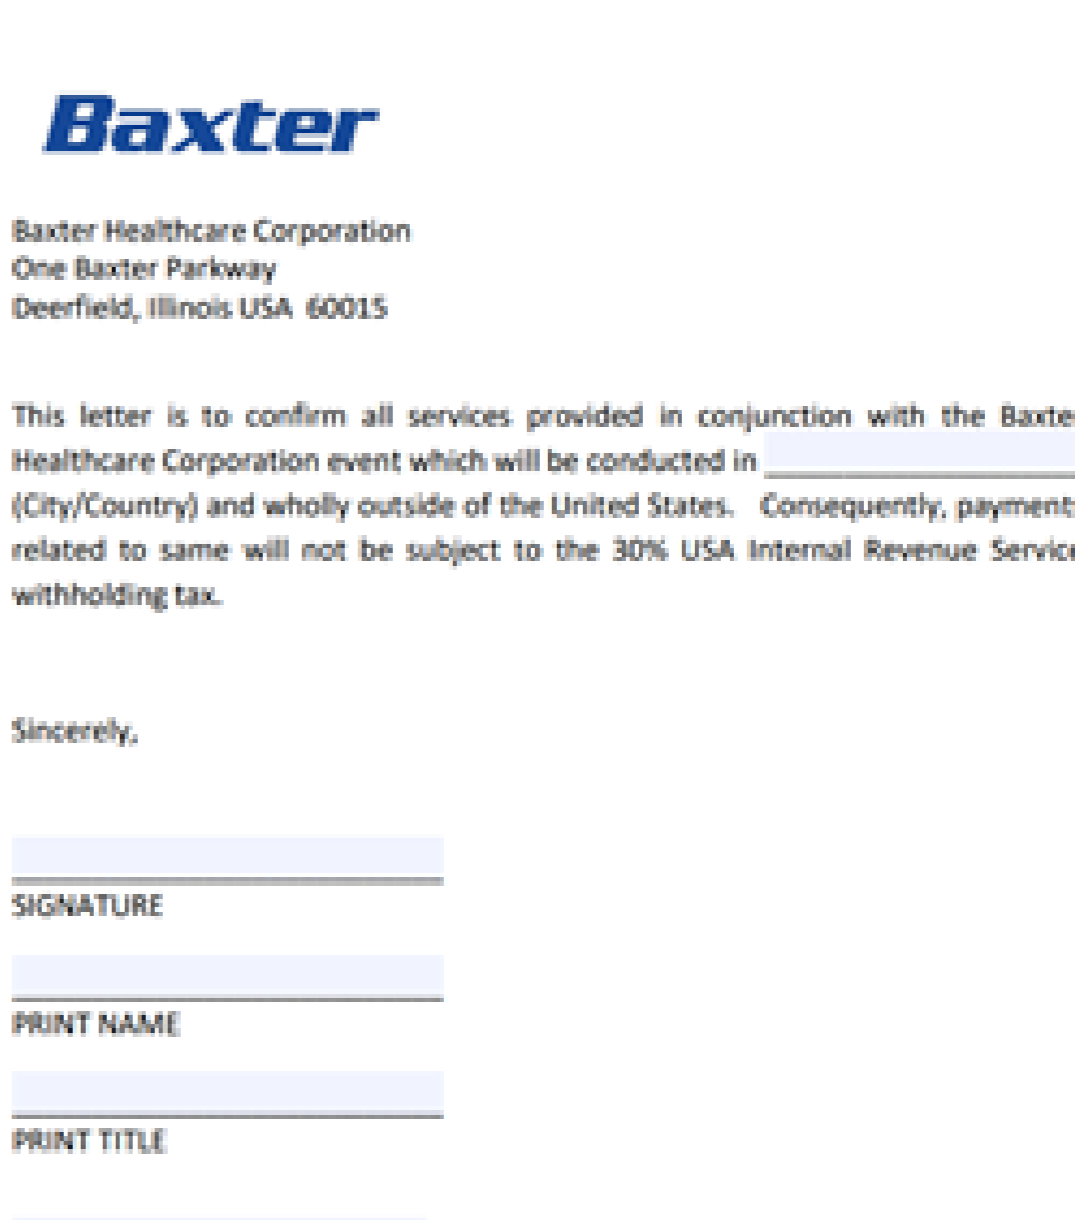 Baxter
Baxter Healthcare Corporation
One Baxter Parkway
Deerfield, Illinois USA 60015
This letter is to confirm all services provided in conjunction with the Baxte
Healthcare Corporation event which will be conducted in
(City/Country) and wholly outside of the United States. Consequently, payment
related to same will not be subject to the 30% USA Internal Revenue Service
withholding tax.
Sincerely,
SIGNATURE
PRINT NAME
PRINT TITLE